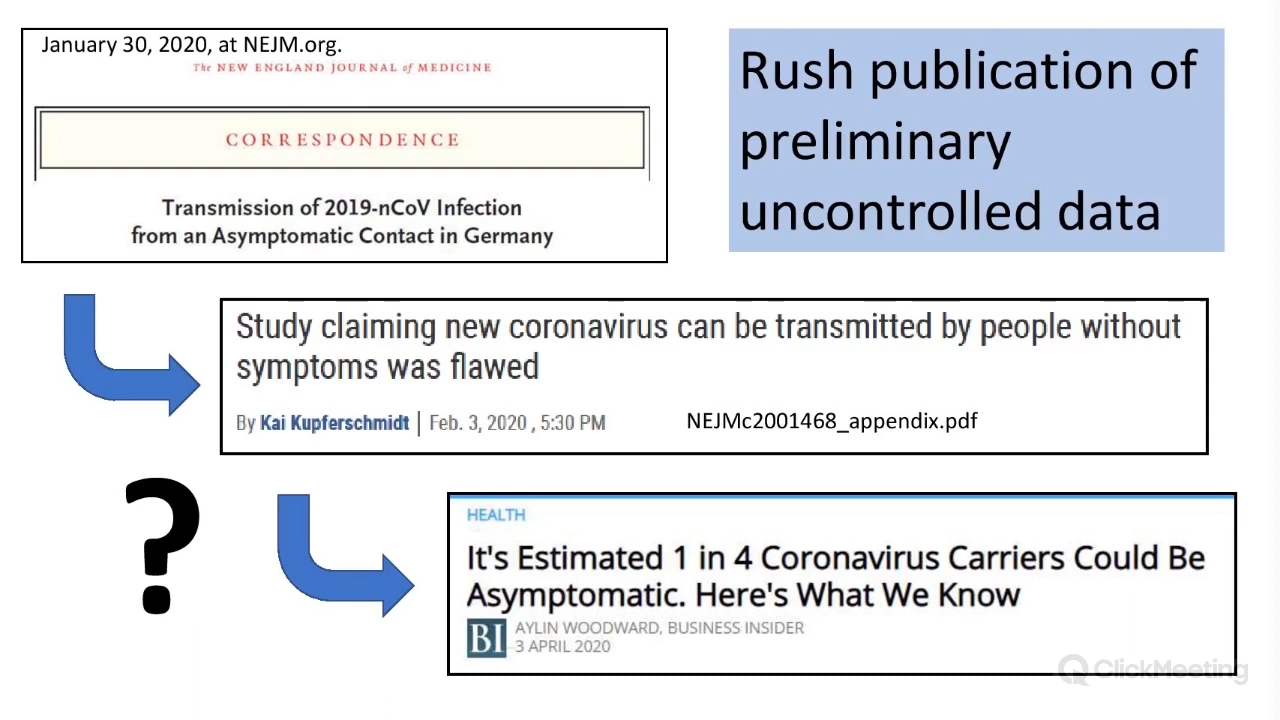 January 30, 2020, at NEJM.org.
The NEW ENGLAND JOURNAL of MEDICINE
CORRESPONDENCE
Transmission of 2019-nCoV Infection
from an Asymptomatic Contact in Germany
Rush publication of
preliminary
uncontrolled data
Study claiming new coronavirus can be transmitted by people without
symptoms was flawed
By Kai Kupferschmidt | Feb. 3, 2020 , 5:30 PM
NEJMc2001468_appendix.pdf
?
HEALTH
It's Estimated 1 in 4 Coronavirus Carriers Could Be
Asymptomatic. Here's What We Know
BI
AYLIN WOODWARD, BUSINESS INSIDER
3 APRIL 2020
ClickMeeting